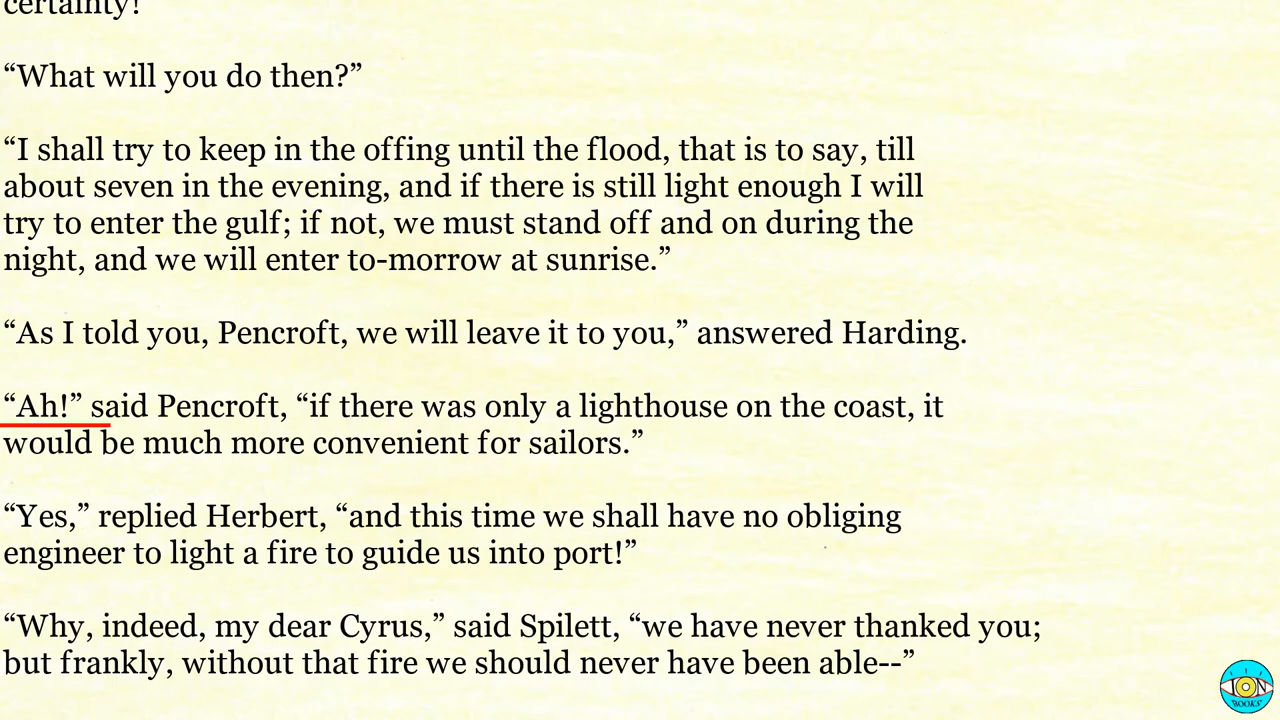 certainty!
“What will you do then?”
“I shall try to keep in the offing until the flood, that is to say, till
about seven in the evening, and if there is still light enough I will
try to enter the gulf; if not, we must stand off and on during the
night, and we will enter to-morrow at sunrise.”
“As I told you, Pencroft, we will leave it to you,” answered Harding.
“Ah!” said Pencroft, “if there was only a lighthouse on the coast, it
would be much more convenient for sailors.”
“Yes,” replied Herbert, “and this time we shall have no obliging
engineer to light a fire to guide us into port!”
“Why, indeed, my dear Cyrus,” said Spilett, “we have never thanked you;
but frankly, without that fire we should never have been able--”
ION
BOOKS